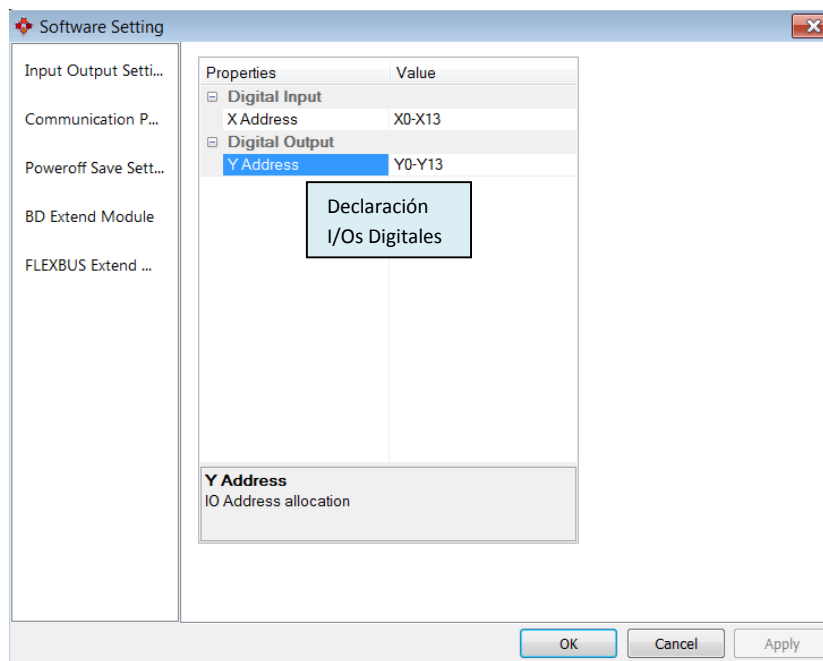 Software Setting
Input Output Setti...
Communication P...
Poweroff Save Sett...
BD Extend Module
FLEXBUS Extend ...
Properties Value
Digital Input
X Address X0-X13
Digital Output
Y Address Y0-Y13
Declaración
I/Os Digitales
Y Address
IO Address allocation
OK Cancel Apply